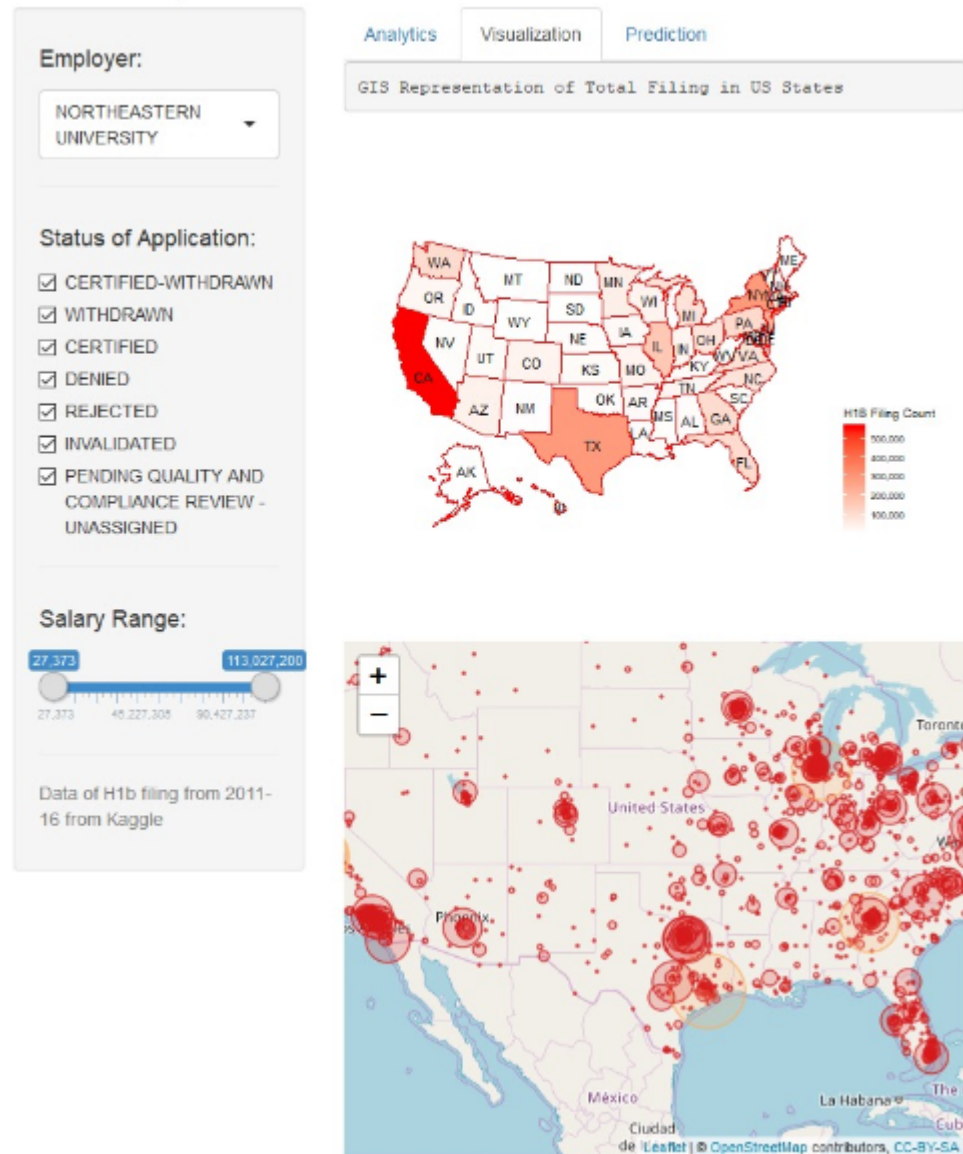 Employer:
NORTHEASTERN
UNIVERSITY
Status of Application:
CERTIFIED-WITHDRAWN
WITHDRAWN
CERTIFIED
DENIED
REJECTED
INVALIDATED
PENDING QUALITY AND
COMPLIANCE REVIEW -
UNASSIGNED
Salary Range:
27,373 113,027,200
27,373 45,227,305 90,427,237
Data of H1b filing from 2011-
16 from Kaggle
Analytics Visualization Prediction
GIS Representation of Total Filing in US States
WA MT ND MN ME
OR ID WY SD WI MI NY
NV UT CO NE IA IL IN OH PA
CA KS MO KY WV VA
AZ NM OK AR TN NC
TX LA MS AL GA SC
AK FL
H1B Filing Count
500,000
400,000
300,000
200,000
100,000
+
−
Toronto
United States
Phoenix
México
La Habana
The
Cub
Ciudad
de
Leaflet | © OpenStreetMap contributors, CC-BY-SA